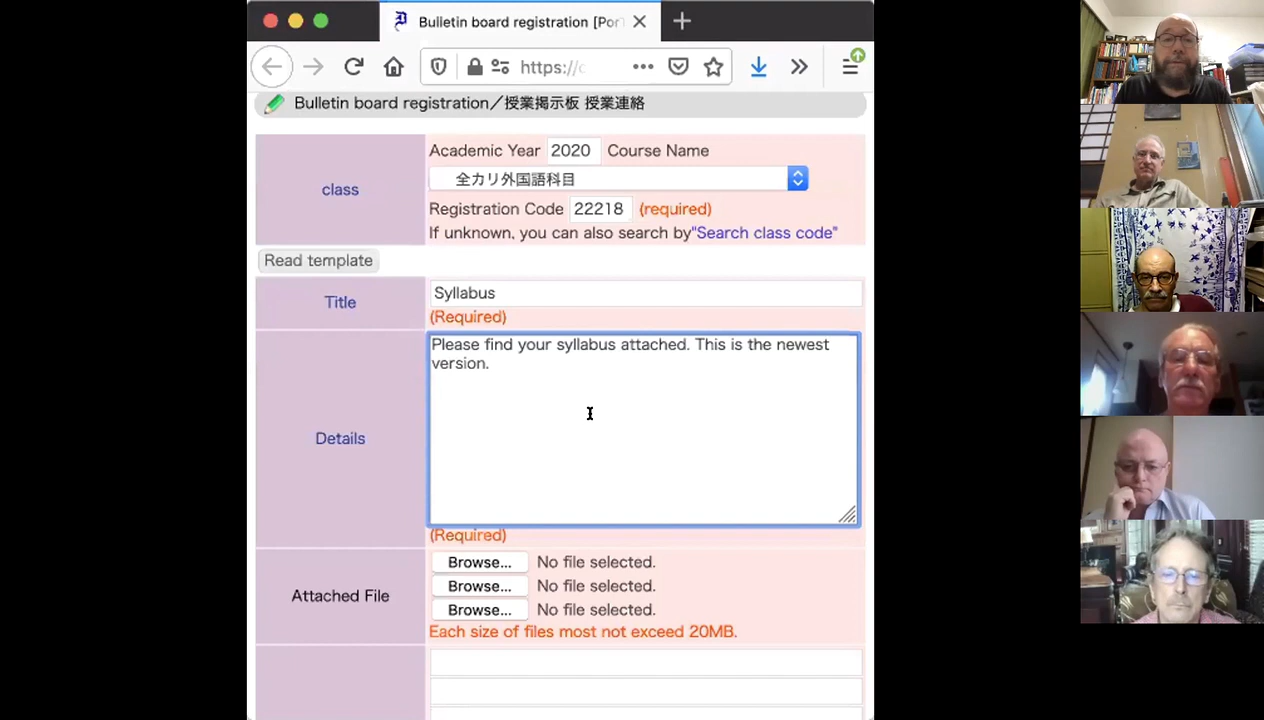 Bulletin board registration [Por
https://c
Bulletin board registration／授業掲示板 授業連絡
class
Academic Year 2020 Course Name
全カリ外国語科目
Registration Code 22218 (required)
If unknown, you can also search by"Search class code"
Read template
Title
Syllabus
(Required)
Details
Please find your syllabus attached. This is the newest
version.
(Required)
Attached File
Browse... No file selected.
Browse... No file selected.
Browse... No file selected.
Each size of files most not exceed 20MB.